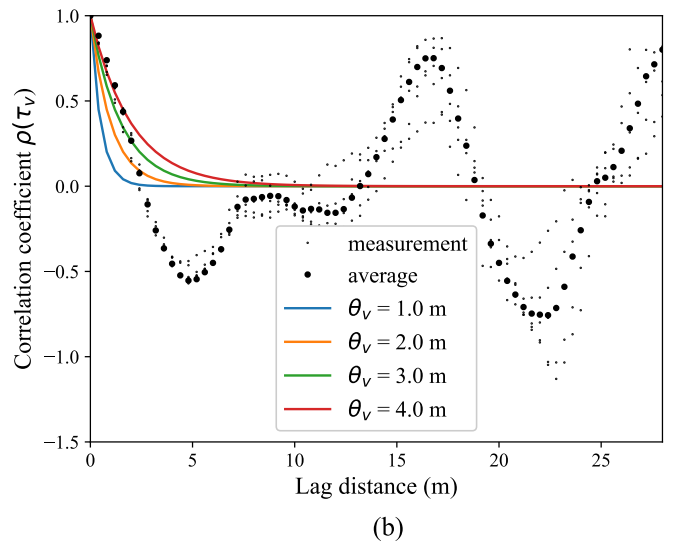 1.0
0.5
0.0
−0.5
−1.0
−1.5
Correlation coefficient ρ(τᵥ)
measurement
average
θᵥ = 1.0 m
θᵥ = 2.0 m
θᵥ = 3.0 m
θᵥ = 4.0 m
0 5 10 15 20 25
Lag distance (m)
(b)